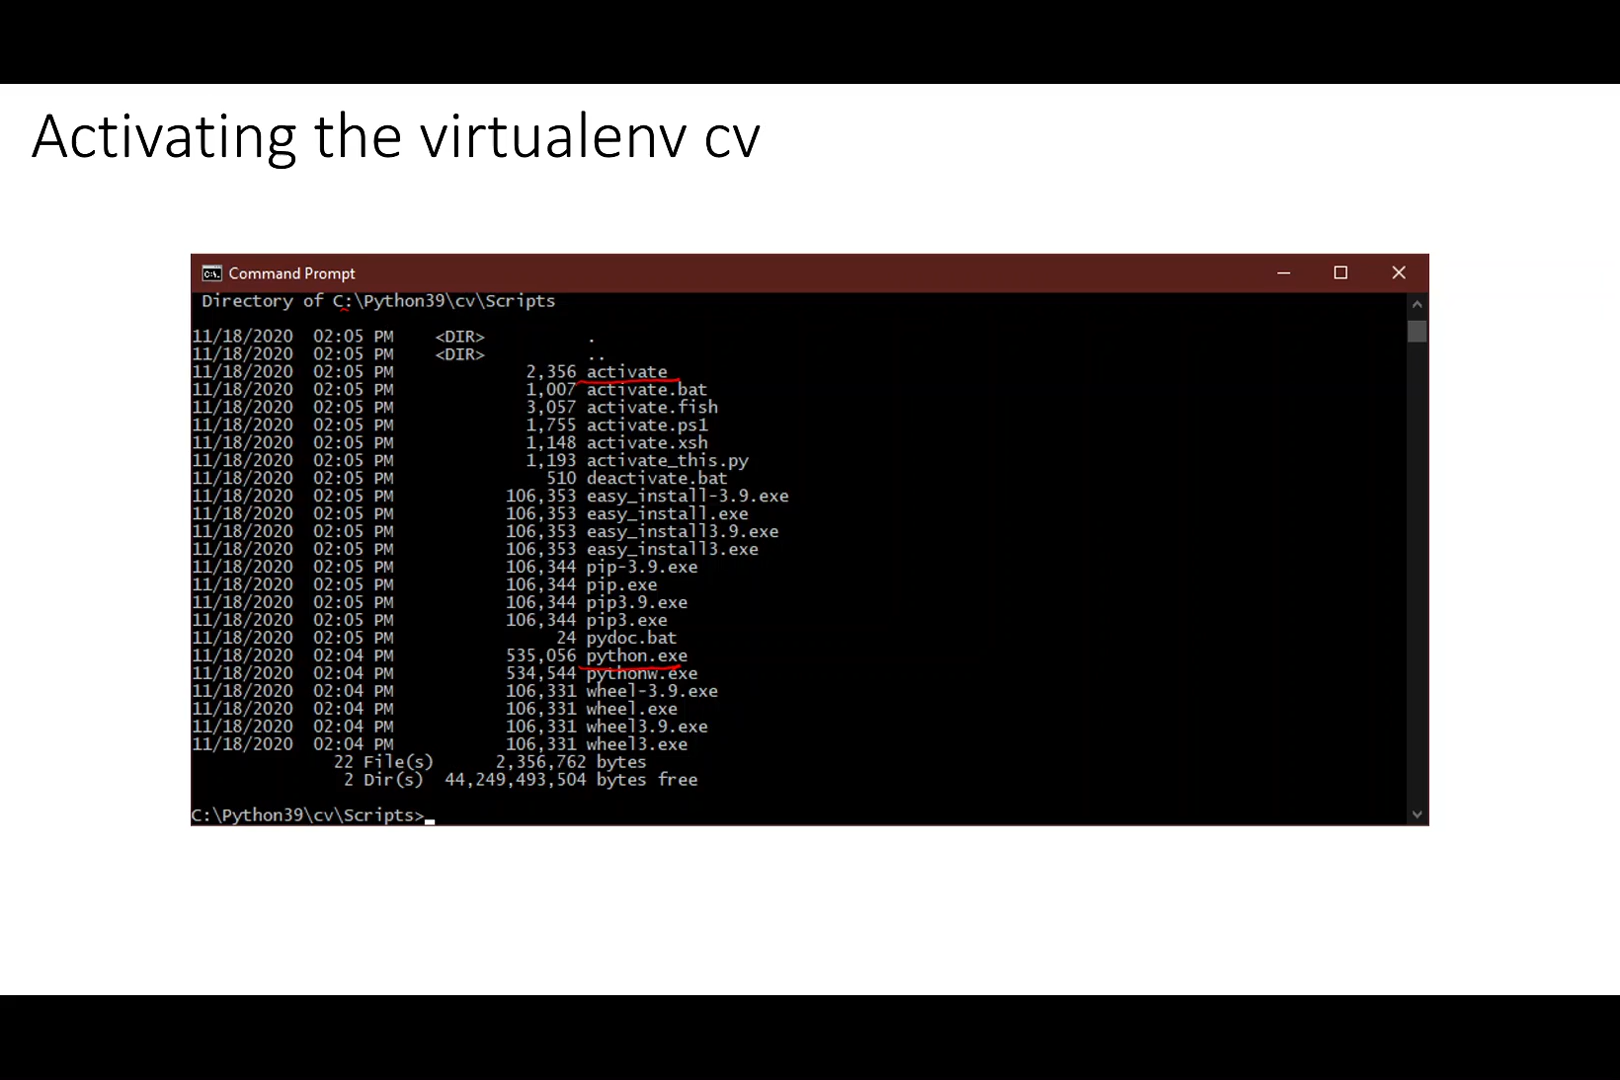 Activating the virtualenv cv
Command Prompt
Directory of C:\Python39\cv\Scripts
11/18/2020 02:05 PM <DIR> .
11/18/2020 02:05 PM <DIR> ..
11/18/2020 02:05 PM 2,356 activate
11/18/2020 02:05 PM 1,007 activate.bat
11/18/2020 02:05 PM 3,057 activate.fish
11/18/2020 02:05 PM 1,755 activate.ps1
11/18/2020 02:05 PM 1,148 activate.xsh
11/18/2020 02:05 PM 1,193 activate_this.py
11/18/2020 02:05 PM 510 deactivate.bat
11/18/2020 02:05 PM 106,353 easy_install-3.9.exe
11/18/2020 02:05 PM 106,353 easy_install.exe
11/18/2020 02:05 PM 106,353 easy_install3.9.exe
11/18/2020 02:05 PM 106,353 easy_install3.exe
11/18/2020 02:05 PM 106,344 pip-3.9.exe
11/18/2020 02:05 PM 106,344 pip.exe
11/18/2020 02:05 PM 106,344 pip3.9.exe
11/18/2020 02:05 PM 106,344 pip3.exe
11/18/2020 02:05 PM 24 pydoc.bat
11/18/2020 02:04 PM 535,056 python.exe
11/18/2020 02:04 PM 534,544 pythonw.exe
11/18/2020 02:04 PM 106,331 wheel-3.9.exe
11/18/2020 02:04 PM 106,331 wheel.exe
11/18/2020 02:04 PM 106,331 wheel3.9.exe
11/18/2020 02:04 PM 106,331 wheel3.exe
22 File(s) 2,356,762 bytes
2 Dir(s) 44,249,493,504 bytes free
C:\Python39\cv\Scripts>_